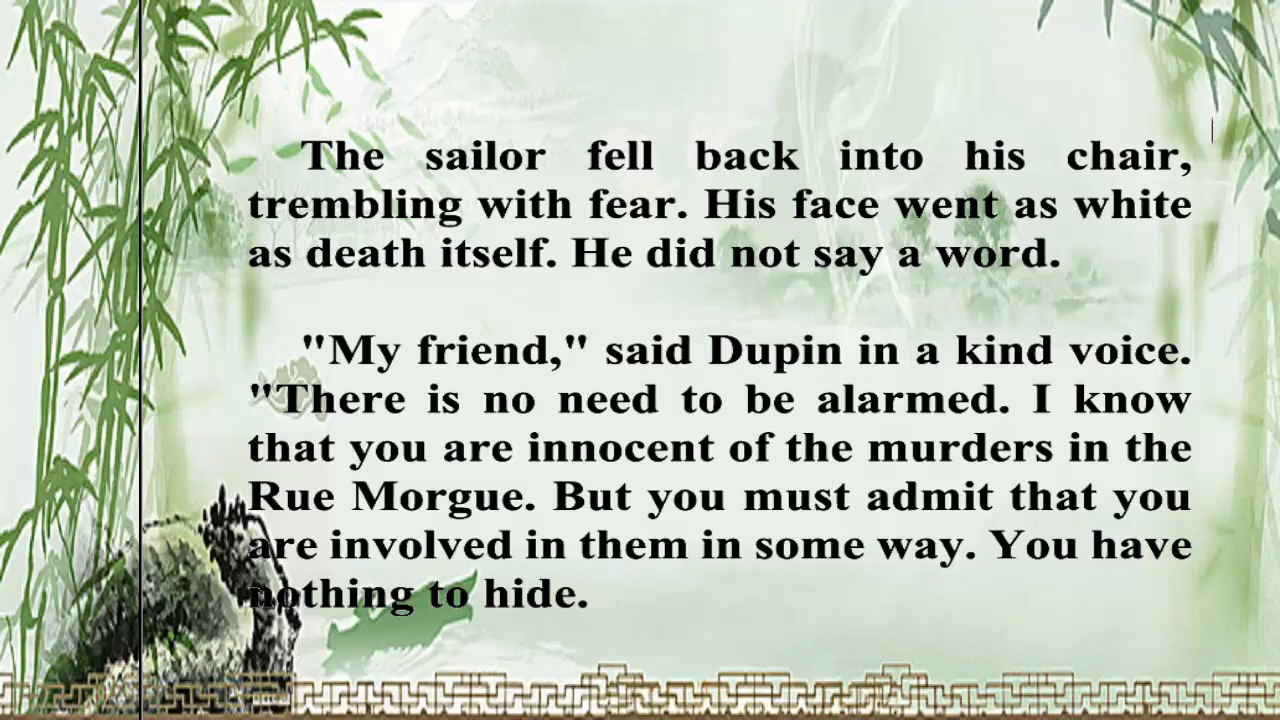 The sailor fell back into his chair,
trembling with fear. His face went as white
as death itself. He did not say a word.
"My friend," said Dupin in a kind voice.
"There is no need to be alarmed. I know
that you are innocent of the murders in the
Rue Morgue. But you must admit that you
are involved in them in some way. You have
nothing to hide.